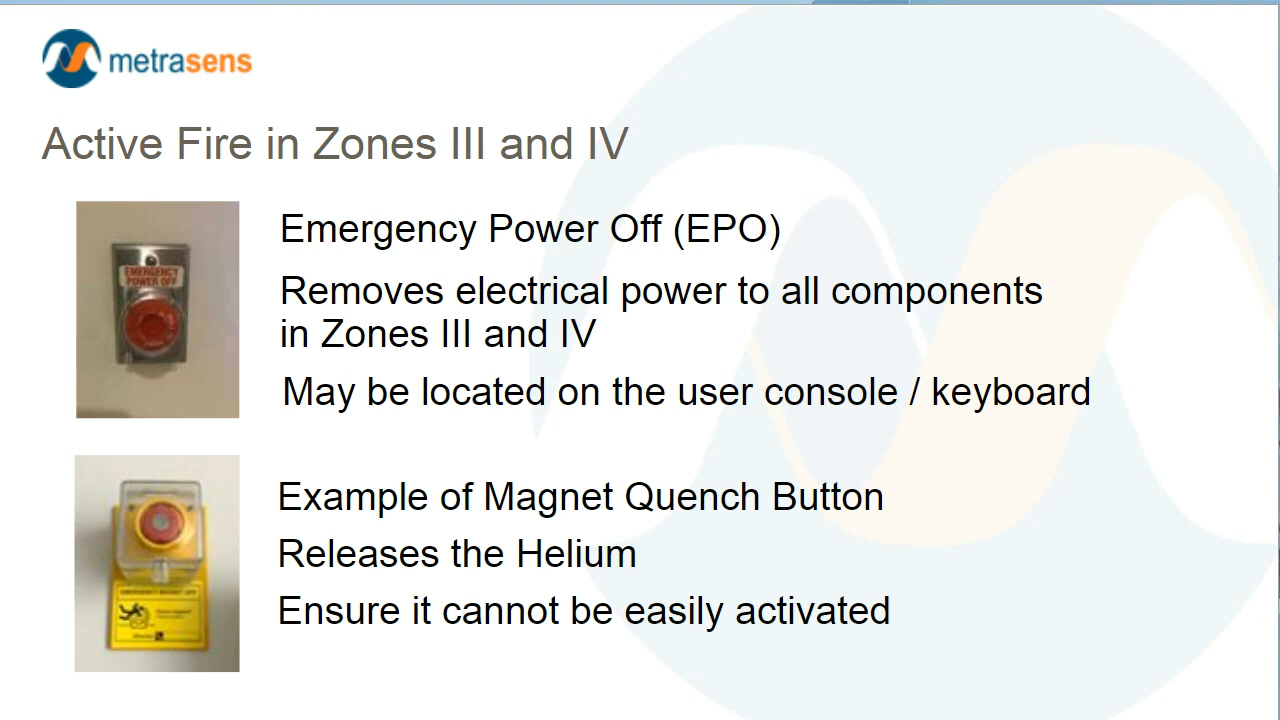 metrasens
Active Fire in Zones III and IV
EMERGENCY
POWER OFF
Emergency Power Off (EPO)
Removes electrical power to all components
in Zones III and IV
May be located on the user console / keyboard
Example of Magnet Quench Button
Releases the Helium
Ensure it cannot be easily activated